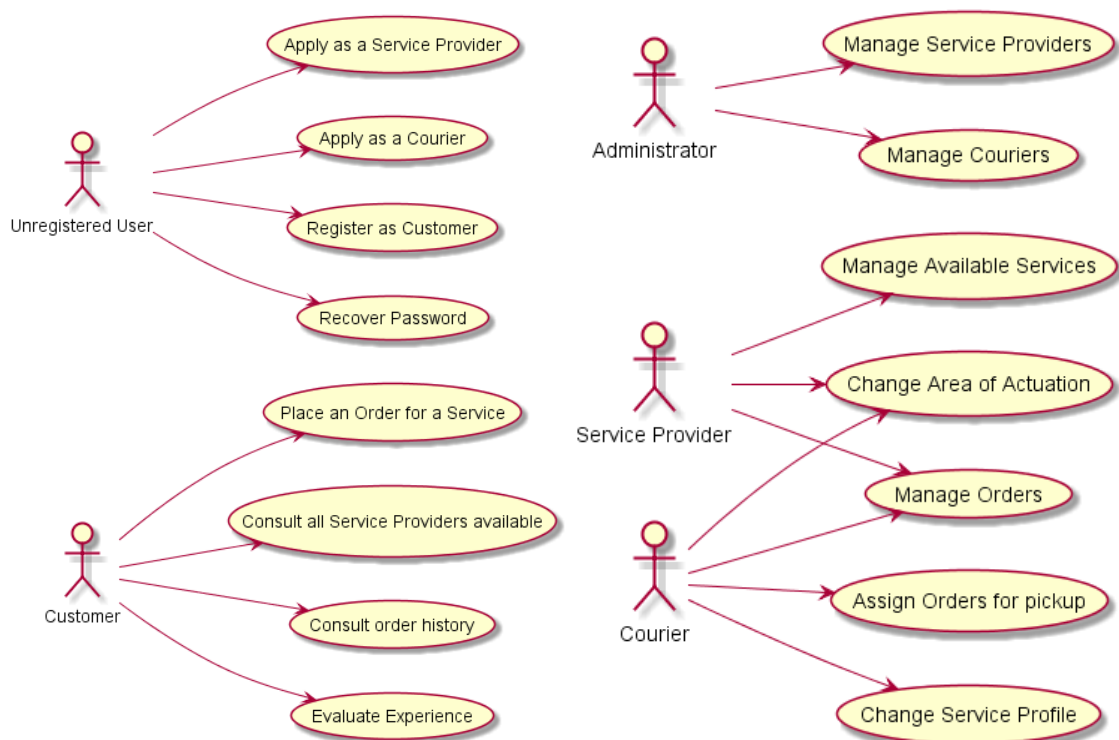 Apply as a Service Provider
Apply as a Courier
Unregistered User
Register as Customer
Recover Password
Place an Order for a Service
Consult all Service Providers available
Customer
Consult order history
Evaluate Experience
Manage Service Providers
Administrator
Manage Couriers
Manage Available Services
Change Area of Actuation
Service Provider
Manage Orders
Assign Orders for pickup
Courier
Change Service Profile